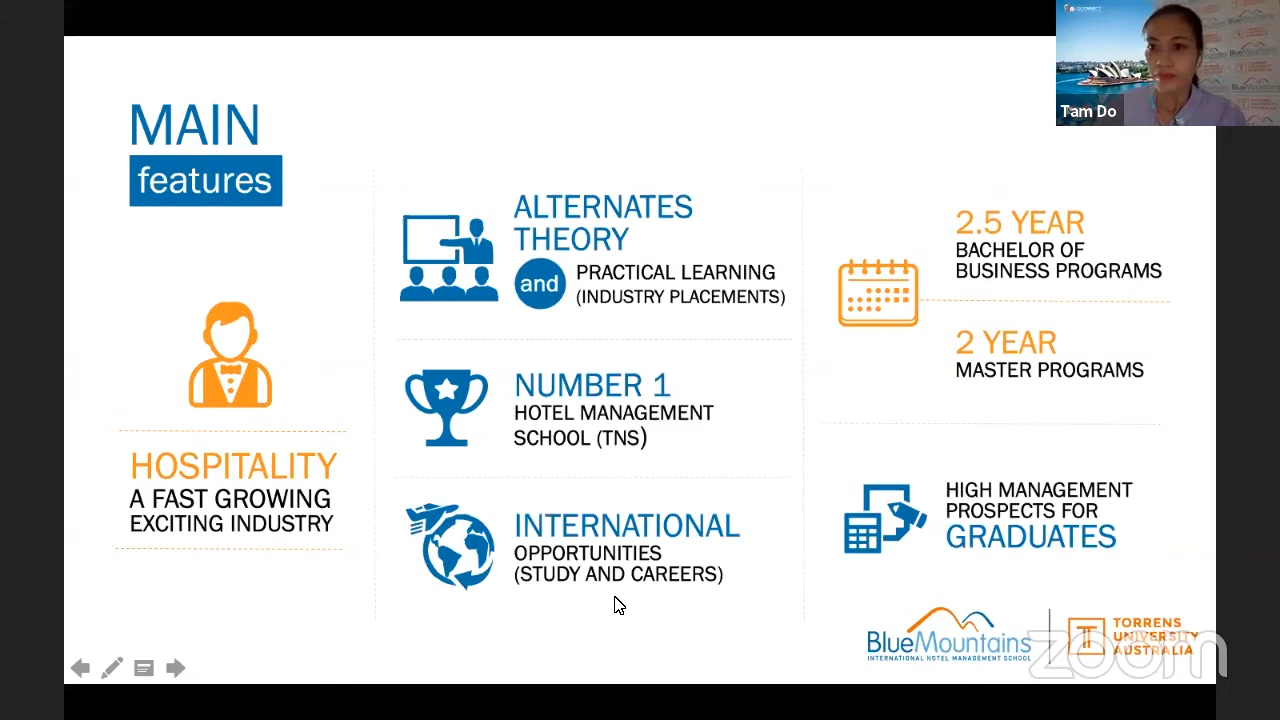 MAIN
features
HOSPITALITY
A FAST GROWING
EXCITING INDUSTRY
ALTERNATES
THEORY
and
PRACTICAL LEARNING
(INDUSTRY PLACEMENTS)
NUMBER 1
HOTEL MANAGEMENT
SCHOOL (TNS)
INTERNATIONAL
OPPORTUNITIES
(STUDY AND CAREERS)
2.5 YEAR
BACHELOR OF
BUSINESS PROGRAMS
2 YEAR
MASTER PROGRAMS
HIGH MANAGEMENT
PROSPECTS FOR
GRADUATES
BlueMountains
INTERNATIONAL HOTEL MANAGEMENT SCHOOL
TORRENS
UNIVERSITY
AUSTRALIA
zoom
Tam Do